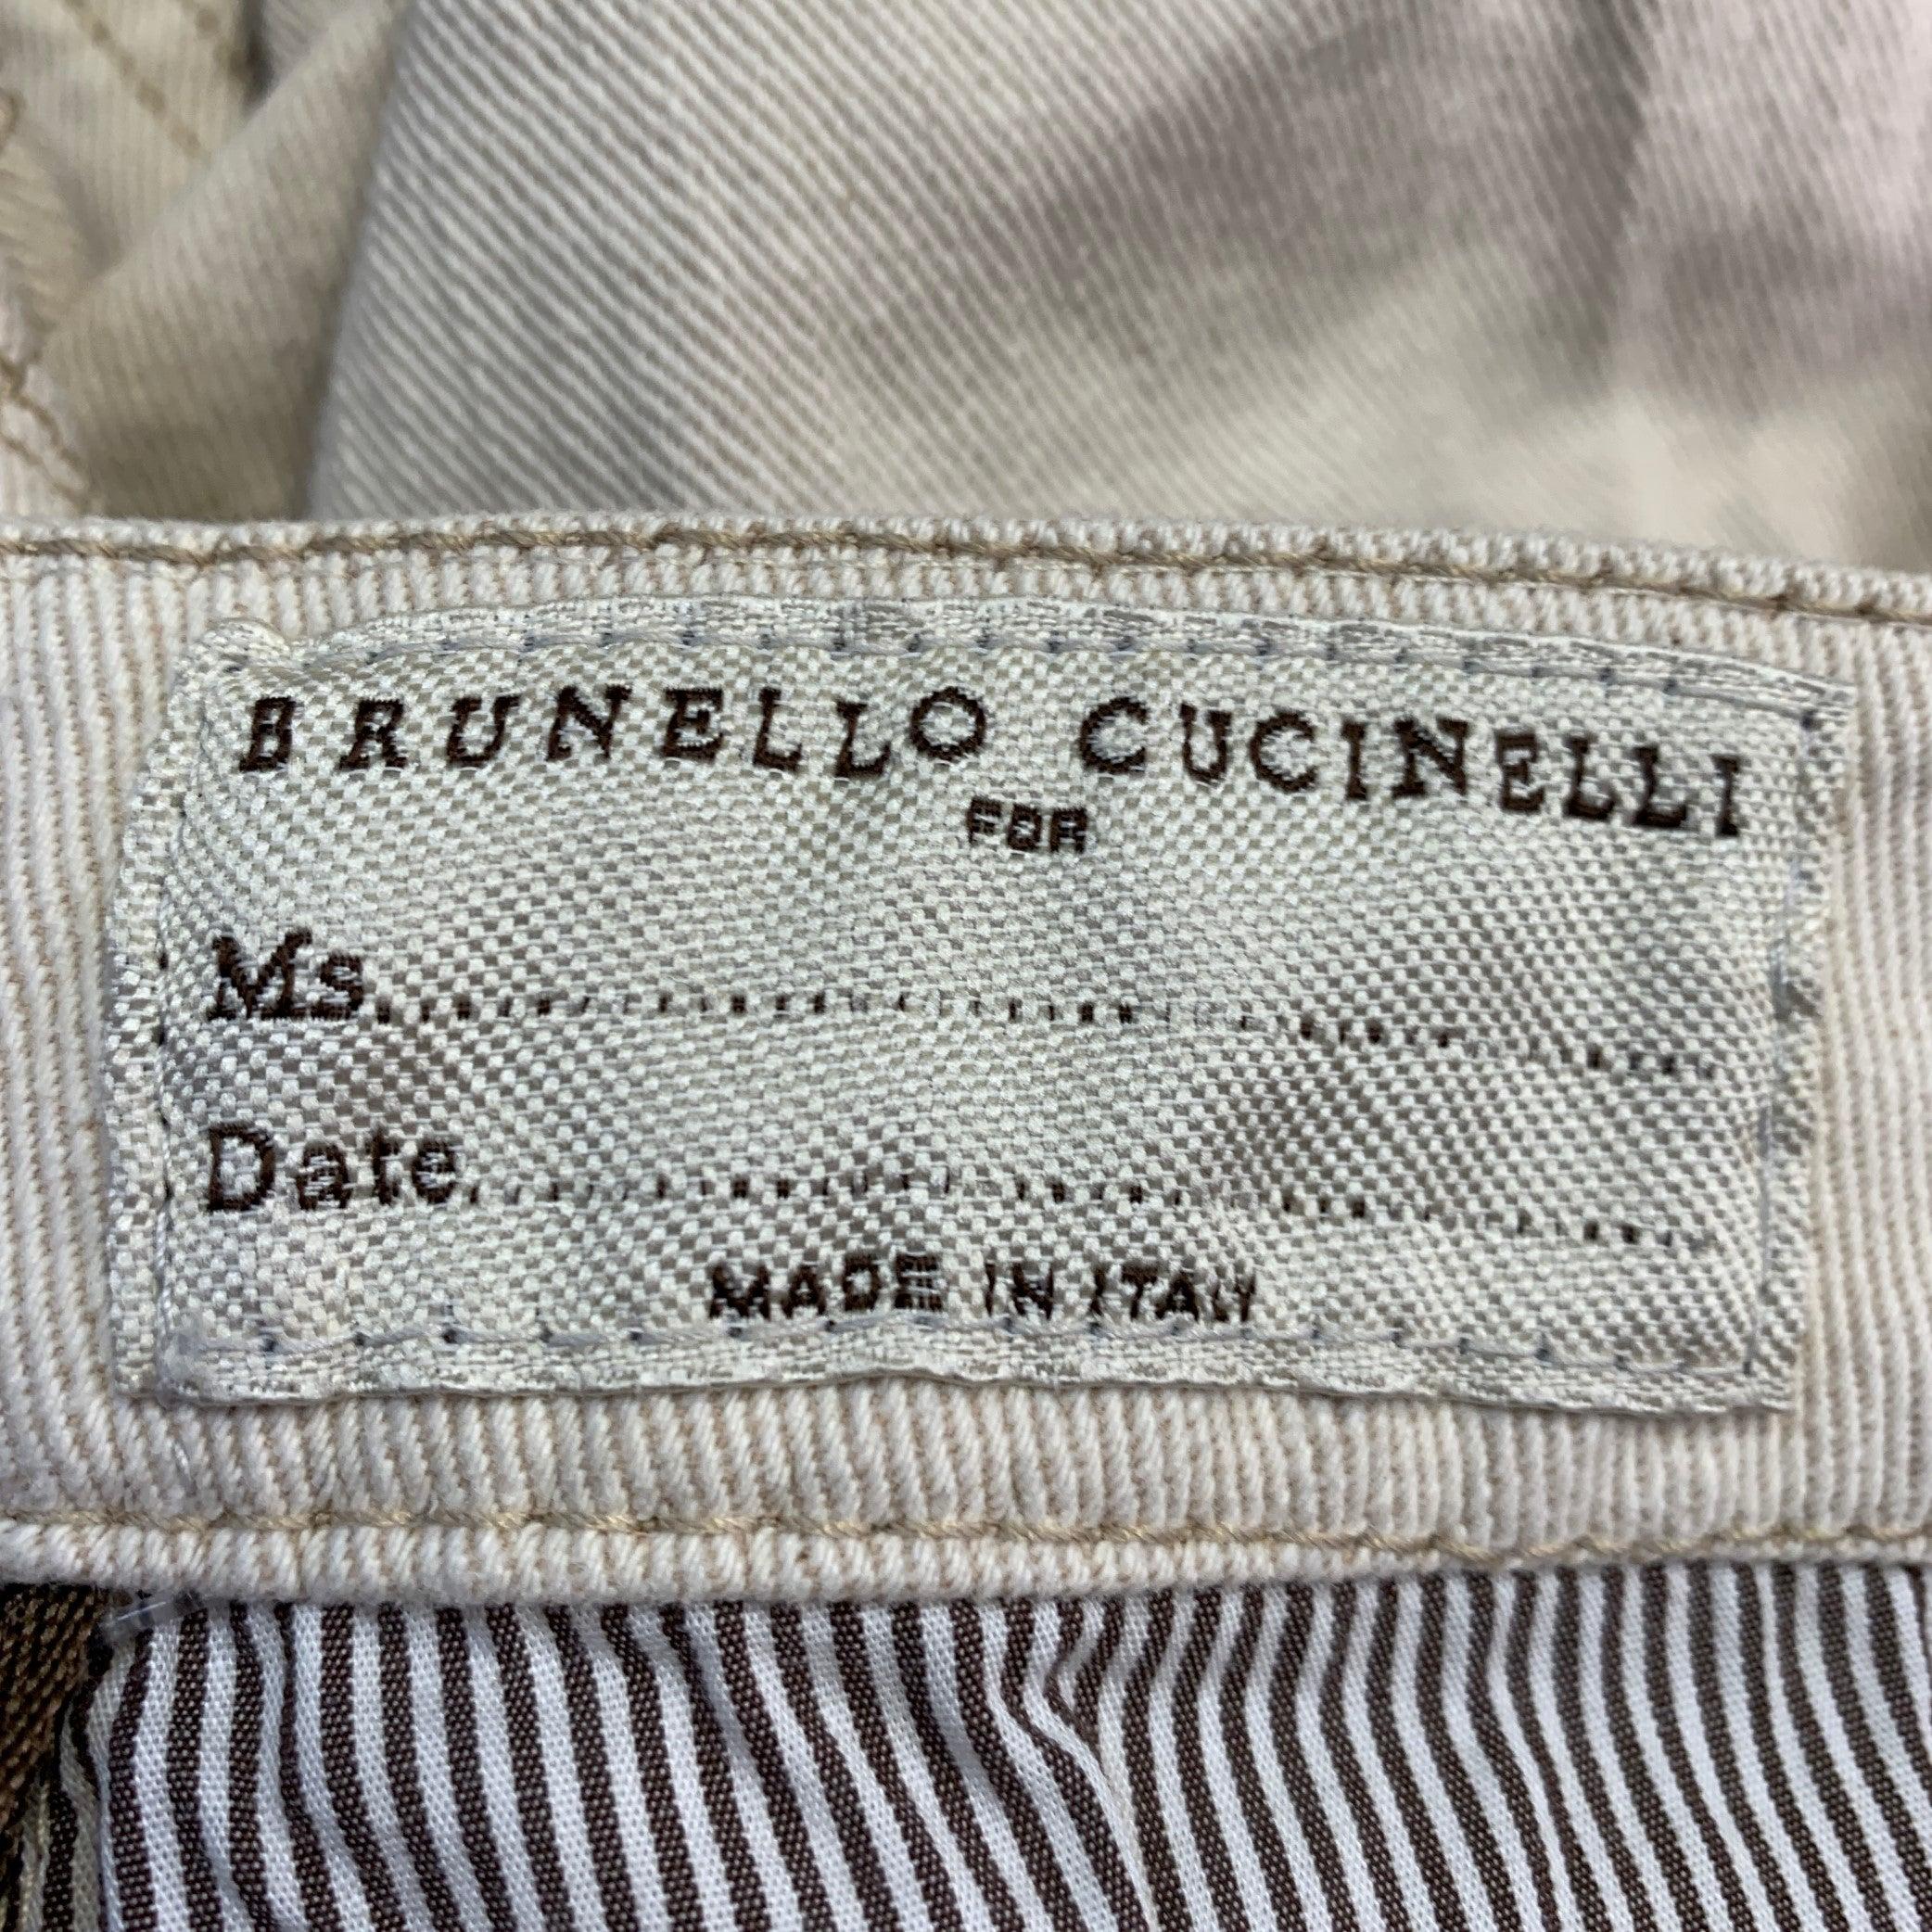 BRUNELLO CUCINELLI
FOR
Ms....................................................
Date....................................................
MADE IN ITALY